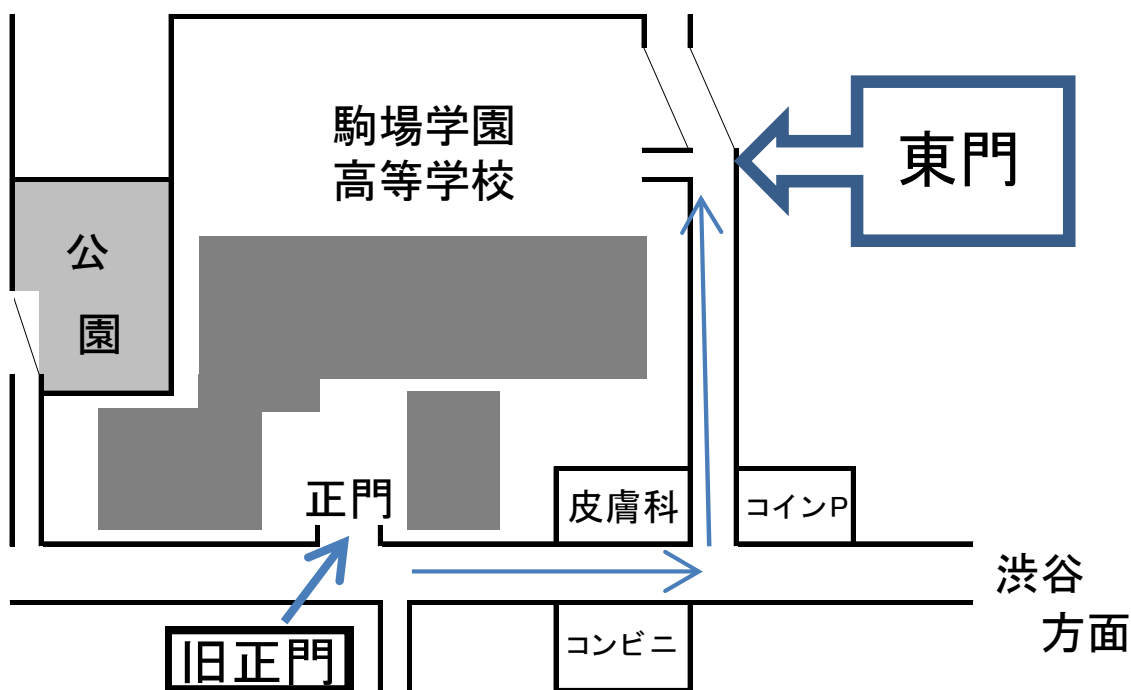 駒場学園
高等学校
東門
公
園
正門
皮膚科
コインP
渋谷
方面
旧正門
コンビニ